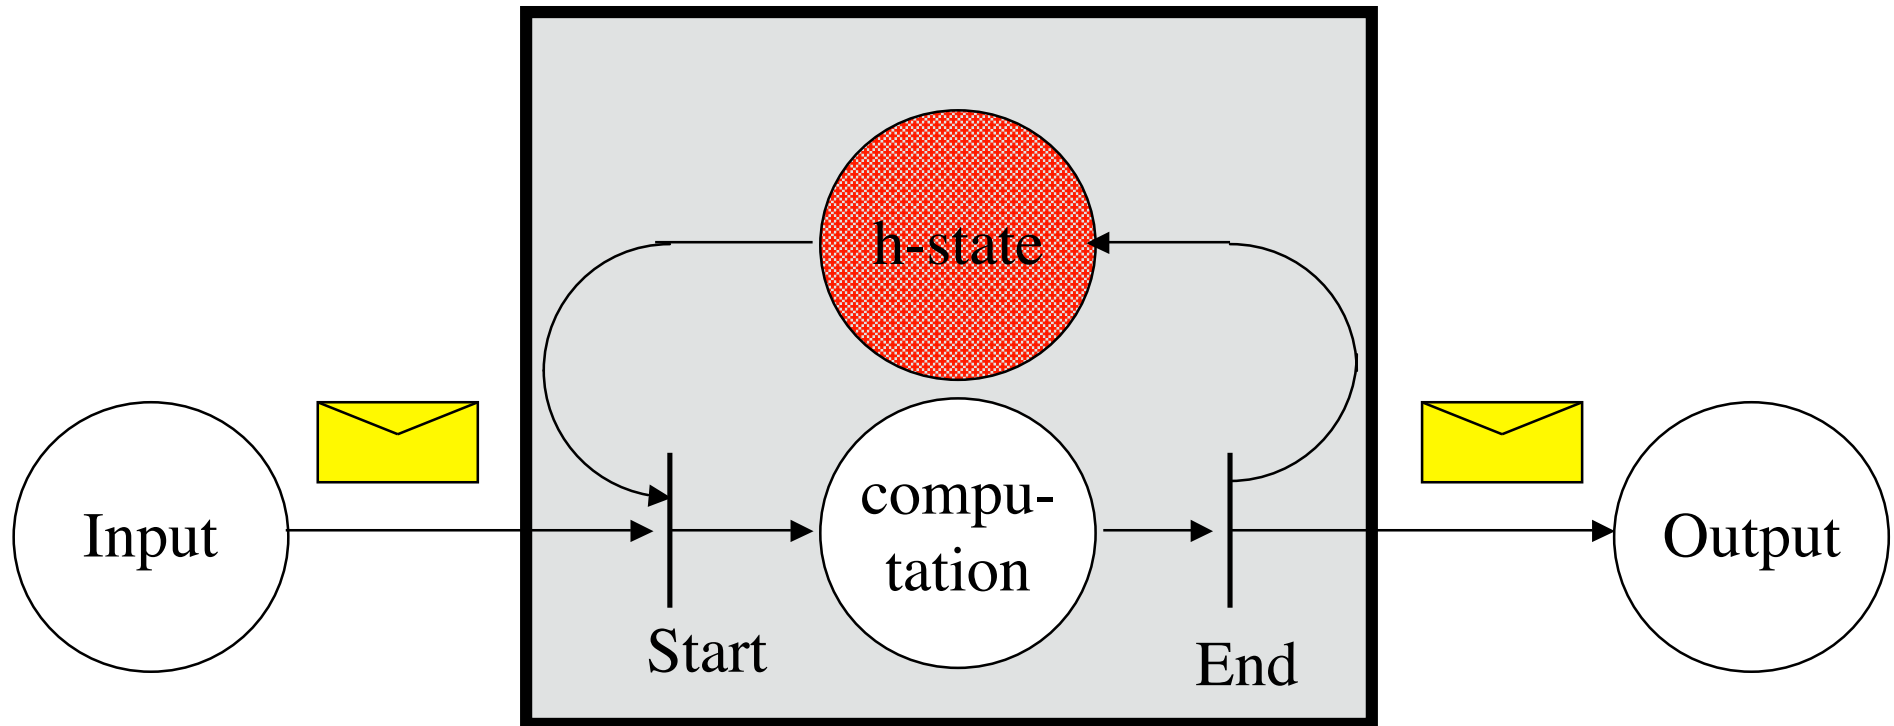 h-state
Input
compu-
tation
Output
Start
End